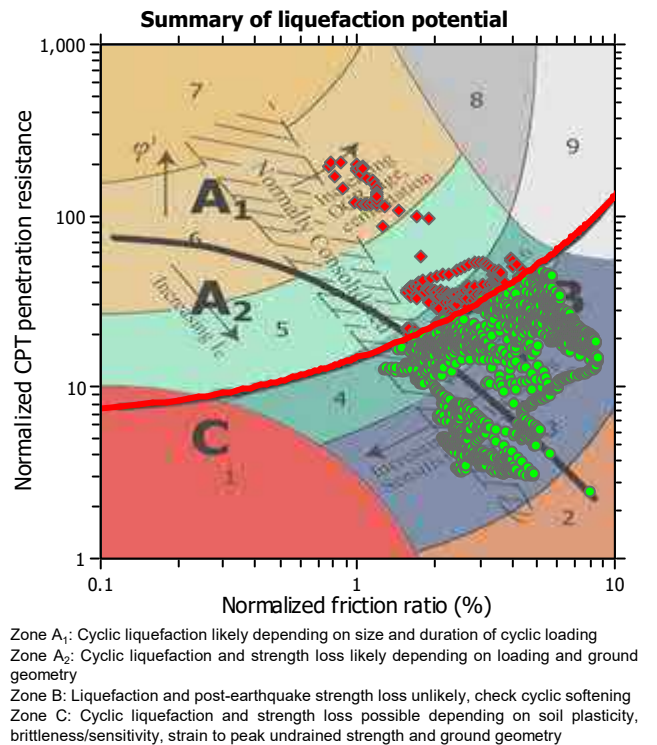 Summary of liquefaction potential
1,000
100
10
1
Normalized CPT penetration resistance
7
8
9
φ'
A1
Normally Consolidated
Increasing
6
A2
Increasing
5
B
4
C
1
3
2
0.1
1
10
Normalized friction ratio (%)
Zone A1: Cyclic liquefaction likely depending on size and duration of cyclic loading
Zone A2: Cyclic liquefaction and strength loss likely depending on loading and ground
geometry
Zone B: Liquefaction and post-earthquake strength loss unlikely, check cyclic softening
Zone C: Cyclic liquefaction and strength loss possible depending on soil plasticity,
brittleness/sensitivity, strain to peak undrained strength and ground geometry